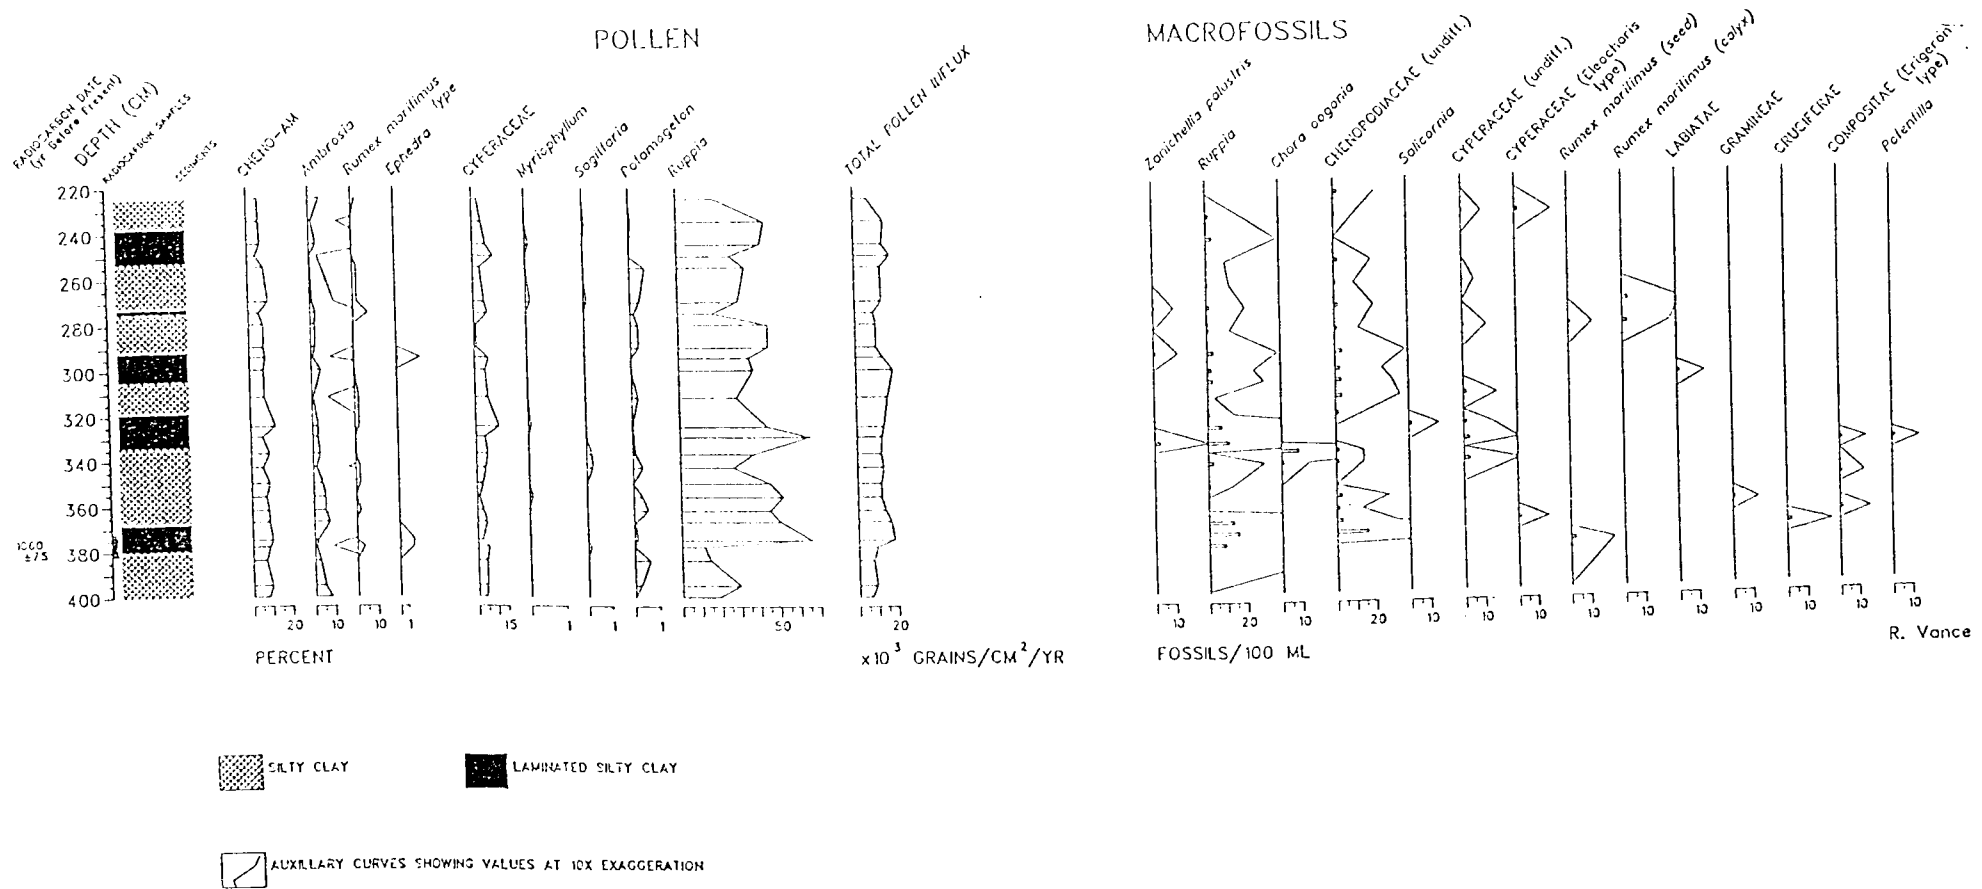 POLLEN
MACROFOSSILS
RADIOCARBON DATE
(yr Before Present)
DEPTH (CM)
RADIOCARBON SAMPLES
SEDIMENTS
CHENO-AM
Ambrosia
Rumex maritimus
type
Ephedra
CYPERACEAE
Myriophyllum
Sagittaria
Potamogeton
Ruppia
TOTAL POLLEN INFLUX
Zanichellia palustris
Ruppia
Chara oogonia
CHENOPODIACEAE (undiff.)
Salicornia
CYPERACEAE (undiff.)
CYPERACEAE (Eleocharis
type)
Rumex maritimus (seed)
Rumex maritimus (calyx)
LABIATAE
GRAMINEAE
CRUCIFERAE
COMPOSITAE (Erigeron
type)
Potentilla
220
240
260
280
300
320
340
360
380
400
1060
±75
20
10
10
1
15
1
1
1
50
20
10
20
10
20
10
10
10
10
10
10
10
10
10
10
PERCENT
x10³ GRAINS/CM²/YR
FOSSILS/100 ML
R. Vance
SILTY CLAY
LAMINATED SILTY CLAY
AUXILLARY CURVES SHOWING VALUES AT 10X EXAGGERATION